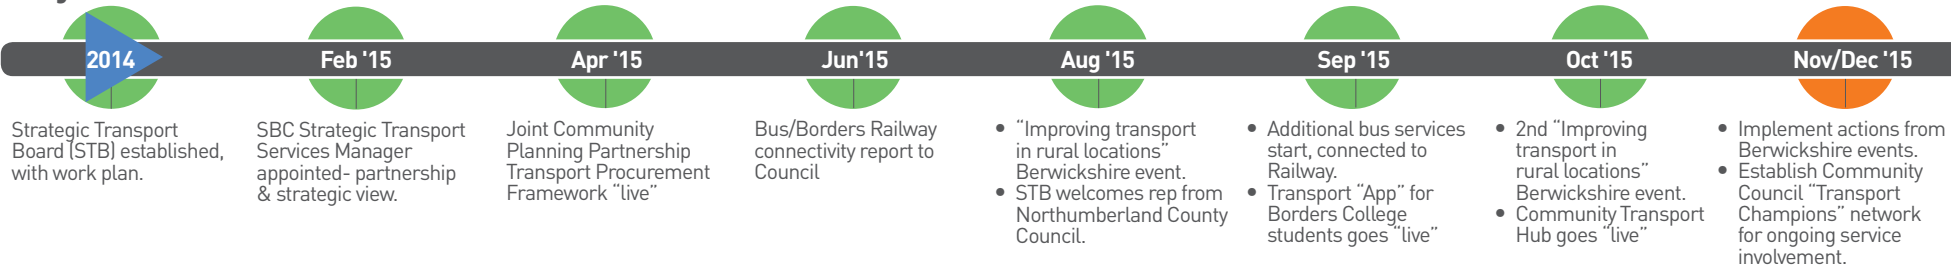 2014
Strategic Transport
Board (STB) established,
with work plan.
Feb '15
SBC Strategic Transport
Services Manager
appointed- partnership
& strategic view.
Apr '15
Joint Community
Planning Partnership
Transport Procurement
Framework “live”
Jun'15
Bus/Borders Railway
connectivity report to
Council
Aug '15
• “Improving transport
in rural locations”
Berwickshire event.
• STB welcomes rep from
Northumberland County
Council.
Sep '15
• Additional bus services
start, connected to
Railway.
• Transport “App” for
Borders College
students goes “live”
Oct '15
• 2nd “Improving
transport in
rural locations”
Berwickshire event.
• Community Transport
Hub goes “live”
Nov/Dec '15
• Implement actions from
Berwickshire events.
• Establish Community
Council “Transport
Champions” network
for ongoing service
involvement.